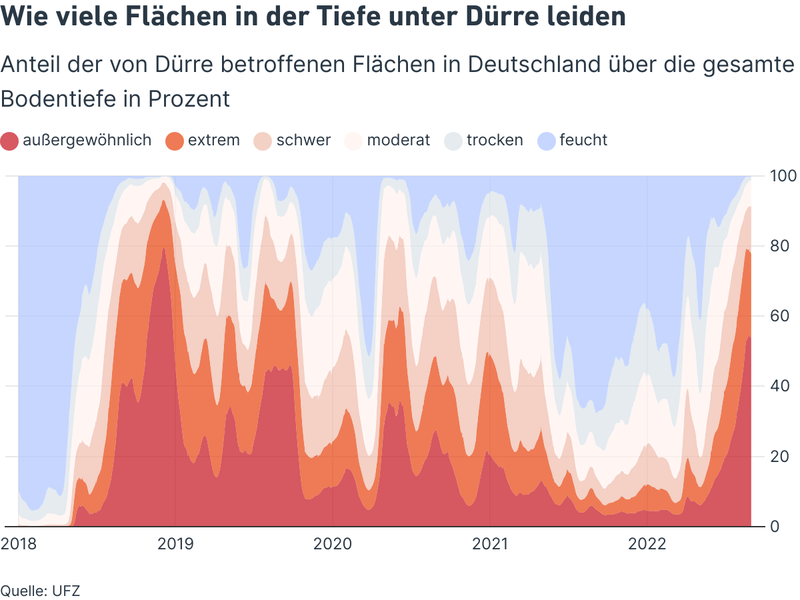 Wie viele Flächen in der Tiefe unter Dürre leiden
Anteil der von Dürre betroffenen Flächen in Deutschland über die gesamte
Bodentiefe in Prozent
außergewöhnlich extrem schwer moderat trocken feucht
100
80
60
40
20
0
2018 2019 2020 2021 2022
Quelle: UFZ